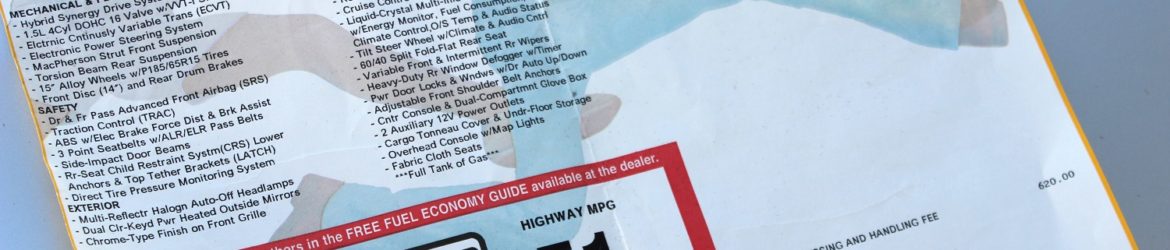 MECHANICAL &
- Hybrid Synergy Drive
- 1.5L 4Cyl DOHC 16 Valve
- Elctrnic Cntinusly Variable Trans (ECVT)
- Electronic Power Steering System
- MacPherson Strut Front Suspension
- Torsion Beam Rear Suspension
- 15" Alloy Wheels w/P185/65R15 Tires
- Front Disc (14") and Rear Drum Brakes
SAFETY
- Dr & Fr Pass Advanced Front Airbag (SRS)
- Traction Control (TRAC)
- ABS w/Elec Brake Force Dist & Brk Assist
- 3 Point Seatbelts w/ALR/ELR Pass Belts
- Side-Impact Door Beams
- Rr-Seat Child Restraint Systm(CRS) Lower
Anchors & Top Tether Brackets (LATCH)
- Direct Tire Pressure Monitoring System
EXTERIOR
- Multi-Reflectr Halogn Auto-Off Headlamps
- Dual Clr-Keyd Pwr Heated Outside Mirrors
- Chrome-Type Finish on Front Grille
- Cruise Control
- Liquid-Crystal Multi-
w/Energy Monitor, Fuel Consumption
Climate Control,O/S Temp & Audio Status
- Tilt Steer Wheel w/Climate & Audio Cntrl
- 60/40 Split Fold-Flat Rear Seat
- Variable Front & Intermittent Rr Wipers
- Heavy-Duty Rr Window Defogger w/Timer
- Pwr Door Locks & Wndws w/Dr Auto Up/Down
- Adjustable Front Shoulder Belt Anchors
- Cntr Console & Dual-Compartmnt Glove Box
- 2 Auxiliary 12V Power Outlets
- Cargo Tonneau Cover & Undr-Floor Storage
- Overhead Console w/Map Lights
- Fabric Cloth Seats
***Full Tank of Gas***
in the FREE FUEL ECONOMY GUIDE available at the dealer.
HIGHWAY MPG
AND HANDLING FEE
620.00